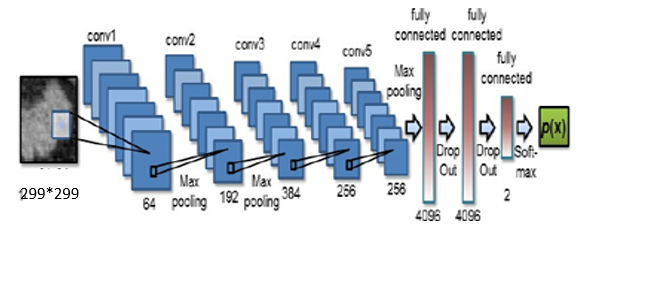 conv1
conv2
conv3
conv4
conv5
fully
connected
fully
connected
fully
connected
Max
pooling
p(x)
299*299
64
Max
pooling
192
Max
pooling
384
256
256
4096
Drop
Out
4096
Drop
Out
2
Soft-
max